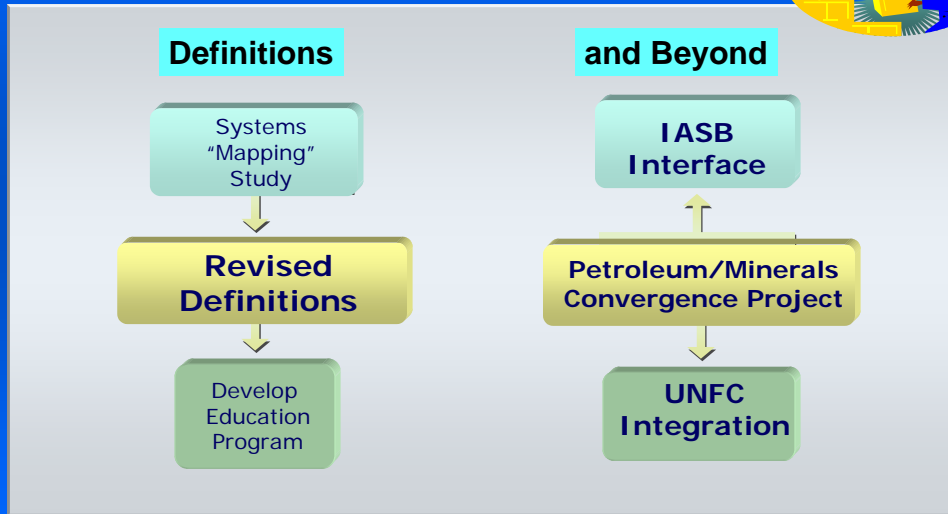 Definitions
Systems
“Mapping”
Study
Revised
Definitions
Develop
Education
Program
and Beyond
IASB
Interface
Petroleum/Minerals
Convergence Project
UNFC
Integration